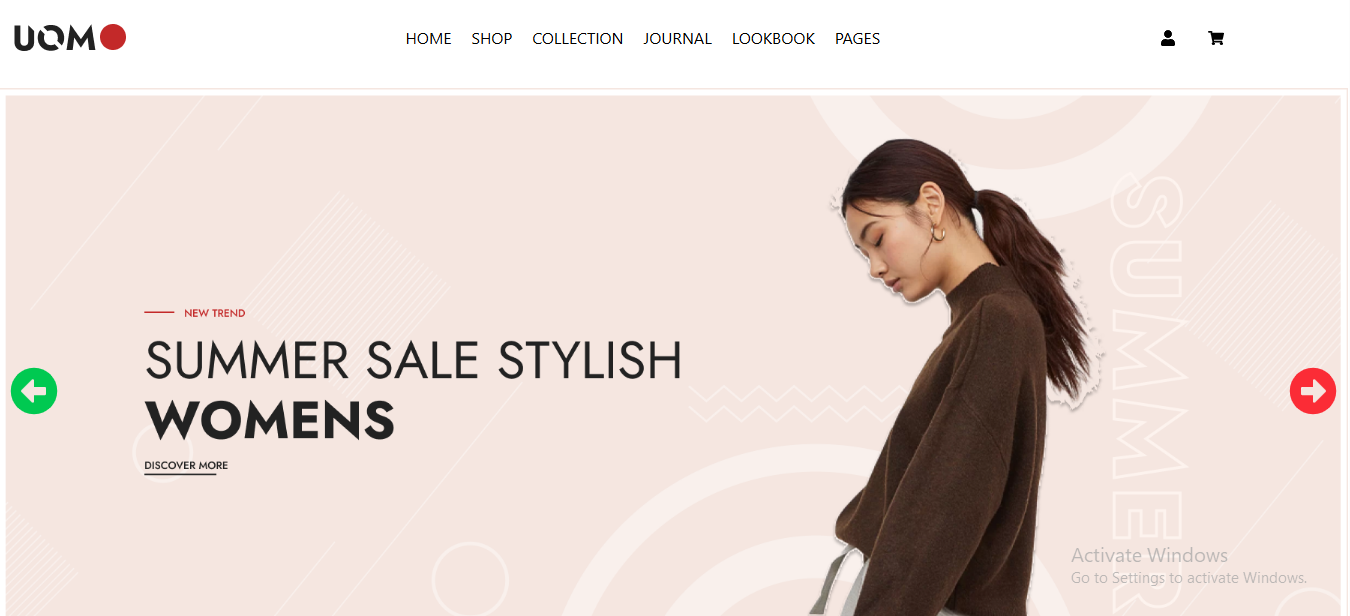 UOMO
HOME SHOP COLLECTION JOURNAL LOOKBOOK PAGES
NEW TREND
SUMMER SALE STYLISH
WOMENS
DISCOVER MORE
SUMMER
Activate Windows
Go to Settings to activate Windows.